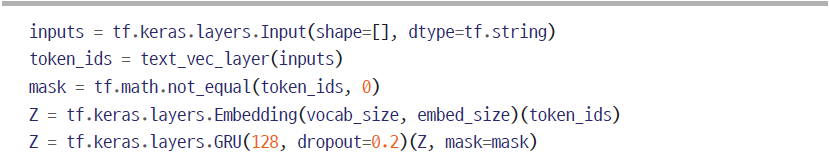 inputs = tf.keras.layers.Input(shape=[], dtype=tf.string)
token_ids = text_vec_layer(inputs)
mask = tf.math.not_equal(token_ids, 0)
Z = tf.keras.layers.Embedding(vocab_size, embed_size)(token_ids)
Z = tf.keras.layers.GRU(128, dropout=0.2)(Z, mask=mask)